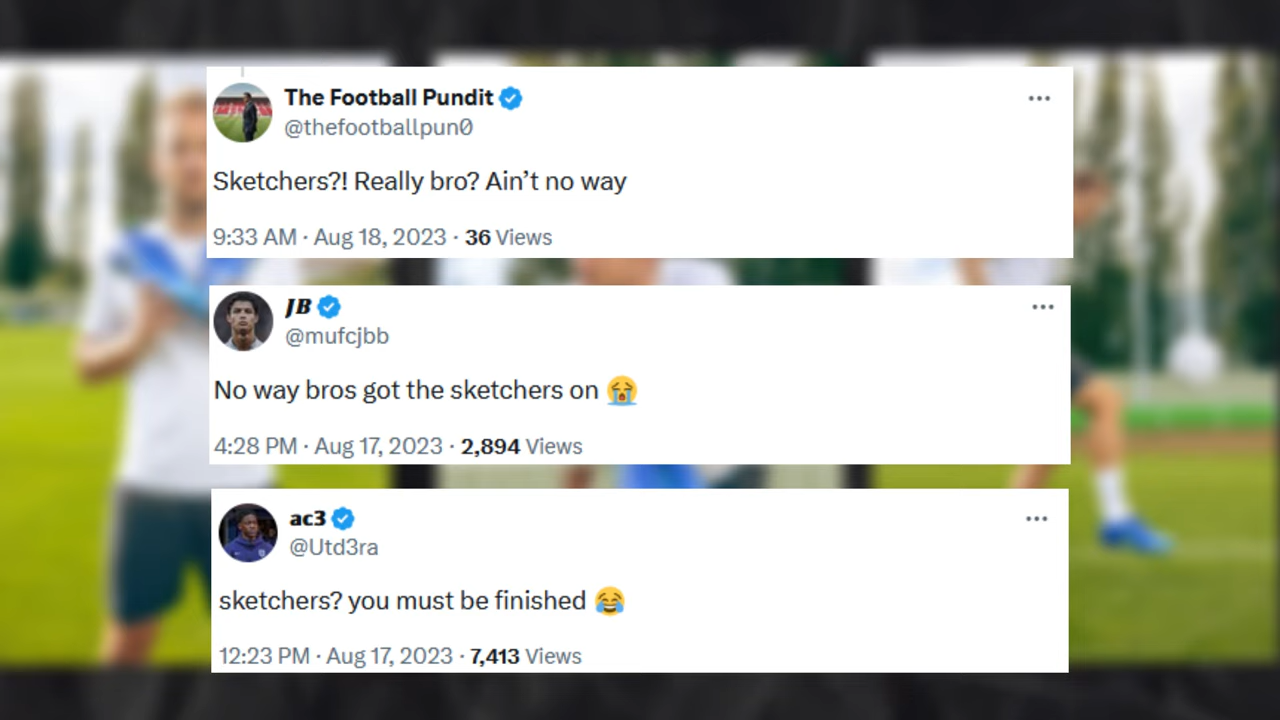 The Football Pundit
@thefootballpun0
Sketchers?! Really bro? Ain’t no way
9:33 AM · Aug 18, 2023 · 36 Views
JB
@mufcjbb
No way bros got the sketchers on 😭
4:28 PM · Aug 17, 2023 · 2,894 Views
ac3
@Utd3ra
sketchers? you must be finished 😂
12:23 PM · Aug 17, 2023 · 7,413 Views